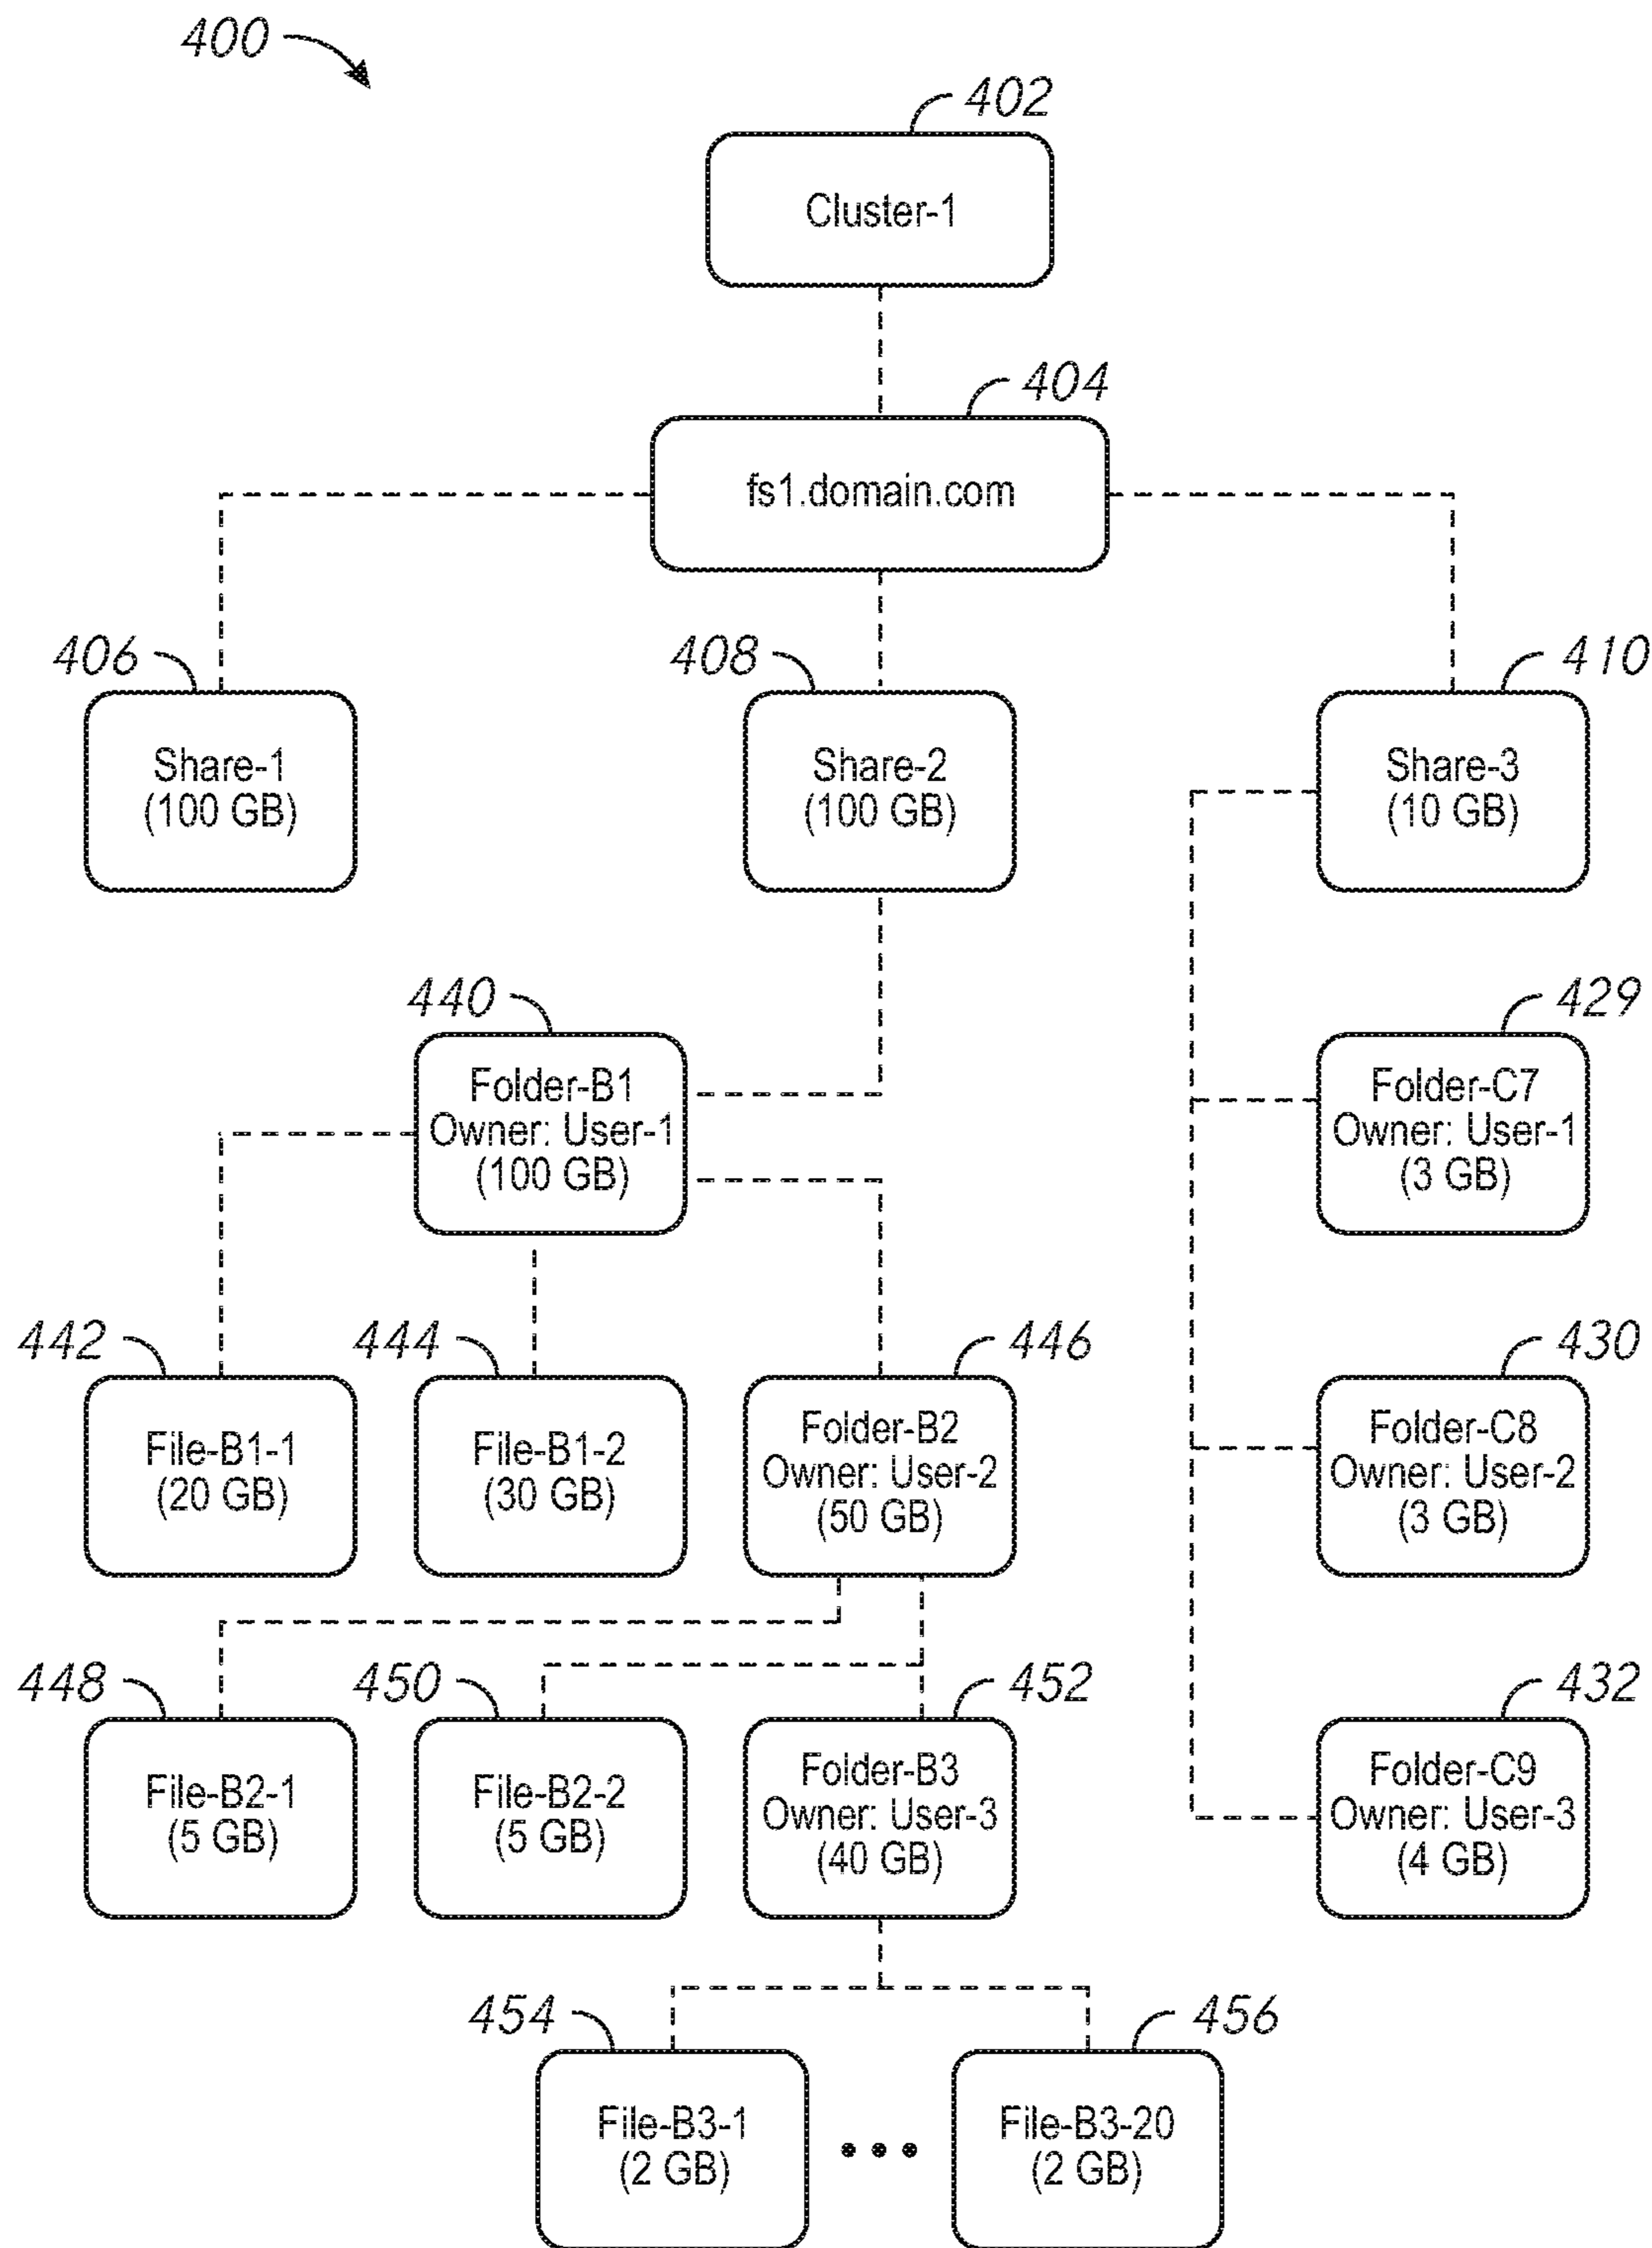 400
402
Cluster-1
404
fs1.domain.com
406
408
410
Share-1
(100 GB)
Share-2
(100 GB)
Share-3
(10 GB)
440
429
Folder-B1
Owner: User-1
(100 GB)
Folder-C7
Owner: User-1
(3 GB)
442
444
446
430
File-B1-1
(20 GB)
File-B1-2
(30 GB)
Folder-B2
Owner: User-2
(50 GB)
Folder-C8
Owner: User-2
(3 GB)
448
450
452
432
File-B2-1
(5 GB)
File-B2-2
(5 GB)
Folder-B3
Owner: User-3
(40 GB)
Folder-C9
Owner: User-3
(4 GB)
454
456
File-B3-1
(2 GB)
•••
File-B3-20
(2 GB)